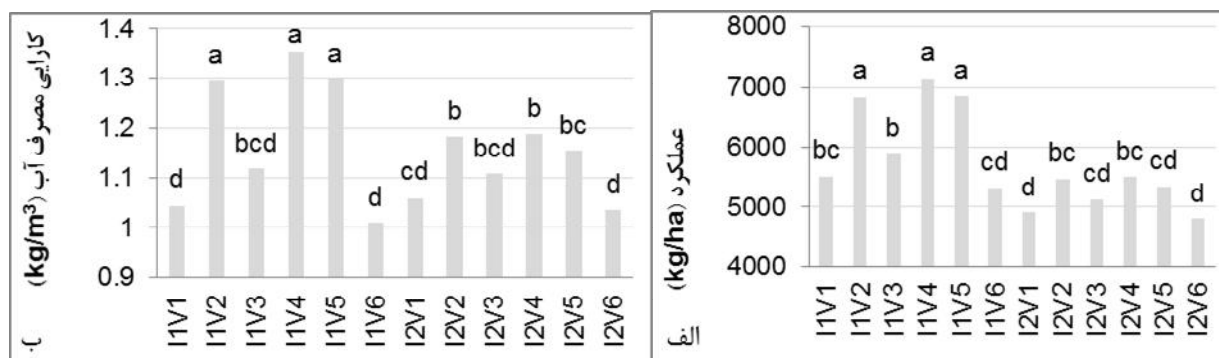 کارایی مصرف آب (kg/m³)
1.4
1.3
1.2
1.1
1
0.9
d
a
bcd
a
a
d
cd
b
bcd
b
bc
d
I1V1
I1V2
I1V3
I1V4
I1V5
I1V6
I2V1
I2V2
I2V3
I2V4
I2V5
I2V6
ب)
عملکرد (kg/ha)
8000
7000
6000
5000
4000
bc
a
b
a
a
cd
d
bc
cd
bc
cd
d
I1V1
I1V2
I1V3
I1V4
I1V5
I1V6
I2V1
I2V2
I2V3
I2V4
I2V5
I2V6
الف)